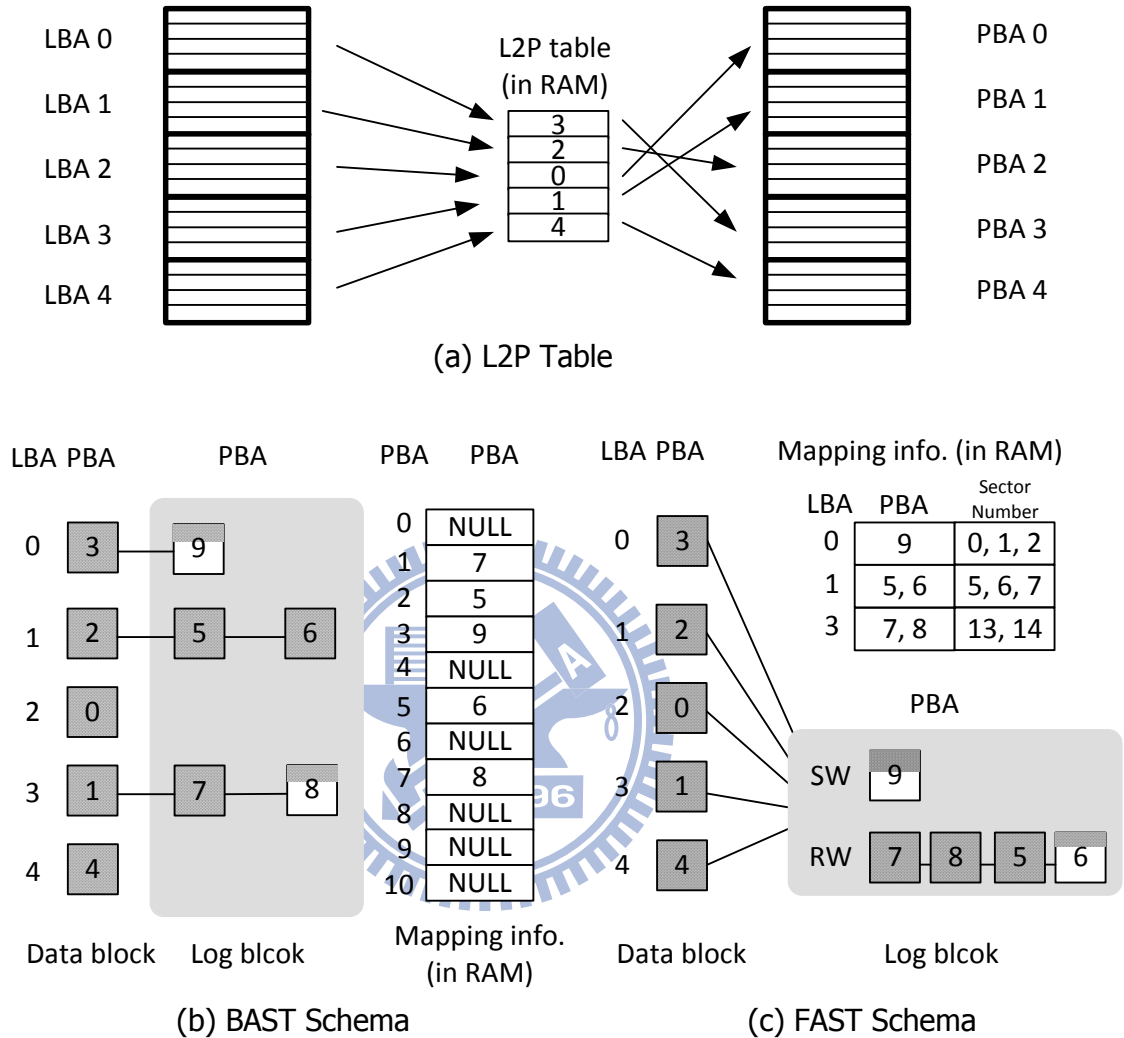 LBA 0
LBA 1
LBA 2
LBA 3
LBA 4
L2P table
(in RAM)
3
2
0
1
4
PBA 0
PBA 1
PBA 2
PBA 3
PBA 4
(a) L2P Table
LBA PBA
PBA
0 3 9
1 2 5 6
2 0
3 1 7 8
4 4
Data block
Log blcok
PBA PBA
0 NULL
1 7
2 5
3 9
4 NULL
5 6
6 NULL
7 8
8 NULL
9 NULL
10 NULL
Mapping info.
(in RAM)
(b) BAST Schema
LBA PBA
0 3
1 2
2 0
3 1
4 4
Data block
Mapping info. (in RAM)
LBA PBA Sector
Number
0 9 0, 1, 2
1 5, 6 5, 6, 7
3 7, 8 13, 14
PBA
SW 9
RW 7 8 5 6
Log blcok
(c) FAST Schema
A
8
96